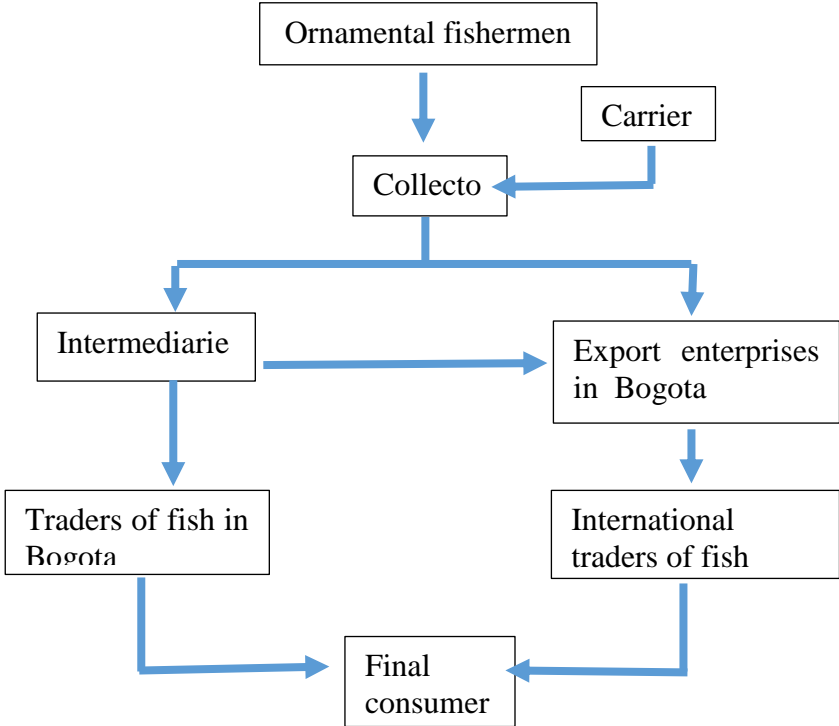 Ornamental fishermen
Carrier
Collecto
Intermediarie
Export enterprises
in Bogota
Traders of fish in
Bogota
International
traders of fish
Final
consumer